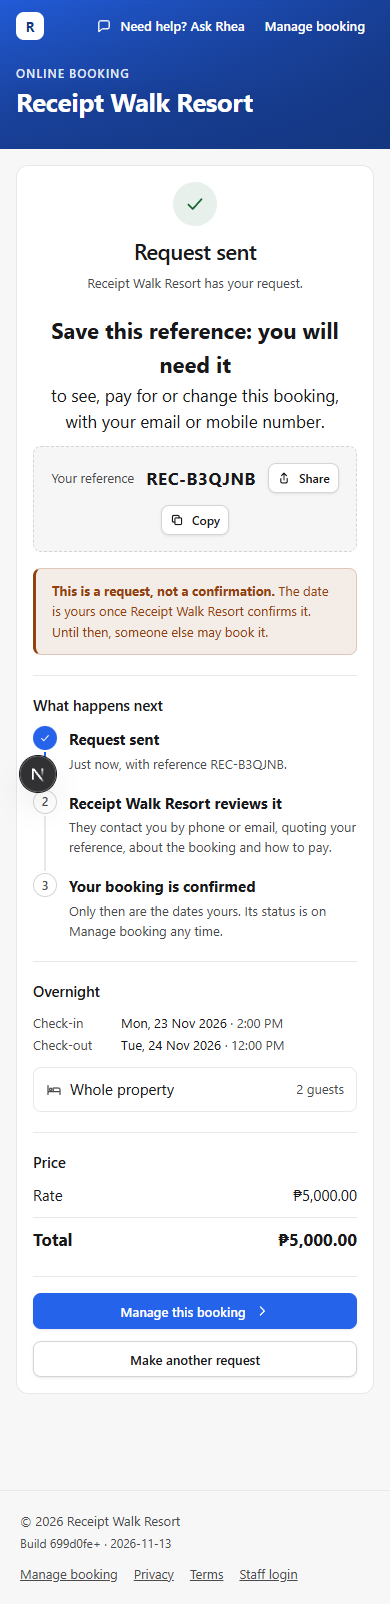 R
Need help? Ask Rhea
Manage booking
ONLINE BOOKING
Receipt Walk Resort
Request sent
Receipt Walk Resort has your request.
Save this reference: you will
need it
to see, pay for or change this booking,
with your email or mobile number.
Your reference REC-B3QJNB Share
Copy
This is a request, not a confirmation. The date
is yours once Receipt Walk Resort confirms it.
Until then, someone else may book it.
What happens next
Request sent
Just now, with reference REC-B3QJNB.
N
2 Receipt Walk Resort reviews it
They contact you by phone or email, quoting your
reference, about the booking and how to pay.
3 Your booking is confirmed
Only then are the dates yours. Its status is on
Manage booking any time.
Overnight
Check-in Mon, 23 Nov 2026 · 2:00 PM
Check-out Tue, 24 Nov 2026 · 12:00 PM
Whole property 2 guests
Price
Rate ₱5,000.00
Total ₱5,000.00
Manage this booking
Make another request
© 2026 Receipt Walk Resort
Build 699d0fe+ · 2026-11-13
Manage booking Privacy Terms Staff login